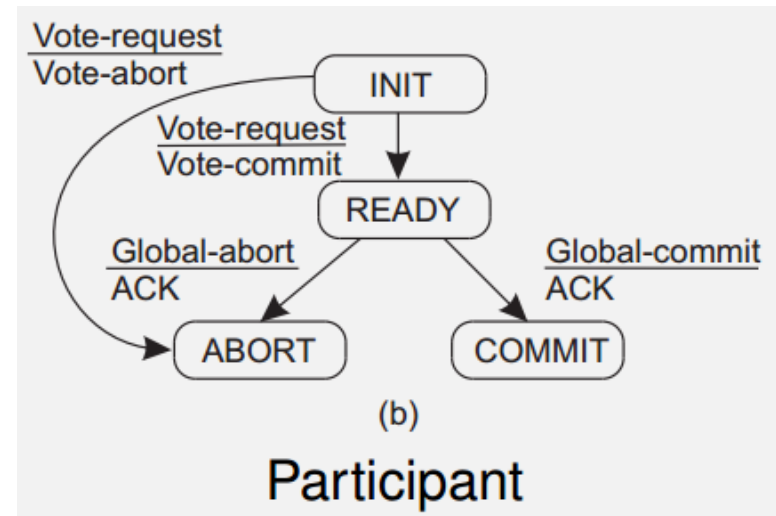 Vote-request
Vote-abort
INIT
Vote-request
Vote-commit
READY
Global-abort
ACK
Global-commit
ACK
ABORT
COMMIT
(b)
Participant